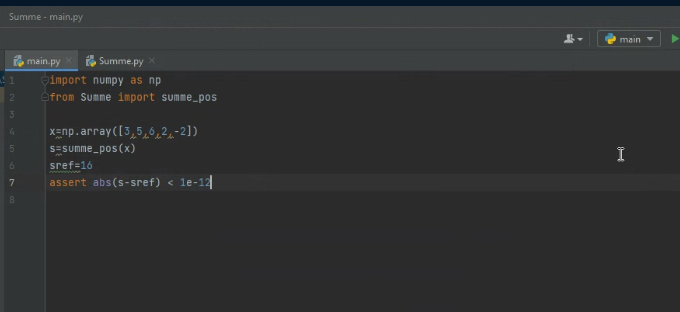 Summe - main.py
main
main.py
Summe.py
1 import numpy as np
2 from Summe import summe_pos
3
4 x=np.array([3,5,6,2,-2])
5 s=summe_pos(x)
6 sref=16
7 assert abs(s-sref) < 1e-12
8